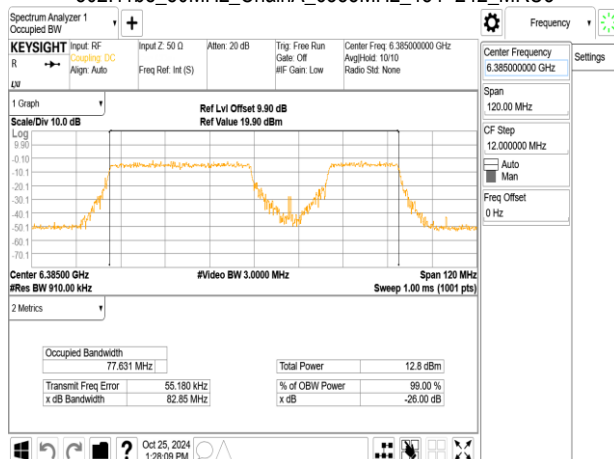 Spectrum Analyzer 1
Occupied BW
Frequency
KEYSIGHT
Input: RF
Coupling: DC
Align: Auto
Input Z: 50 Ω
Freq Ref: Int (S)
Atten: 20 dB
Trig: Free Run
Gate: Off
#IF Gain: Low
Center Freq: 6.385000000 GHz
Avg|Hold: 10/10
Radio Std: None
R
LXI
Center Frequency
6.385000000 GHz
Settings
Span
120.00 MHz
CF Step
12.000000 MHz
Auto
Man
Freq Offset
0 Hz
1 Graph
Scale/Div 10.0 dB
Ref Lvl Offset 9.90 dB
Ref Value 19.90 dBm
Log
9.90
-0.10
-10.1
-20.1
-30.1
-40.1
-50.1
-60.1
-70.1
Center 6.38500 GHz
#Video BW 3.0000 MHz
Span 120 MHz
#Res BW 910.00 kHz
Sweep 1.00 ms (1001 pts)
2 Metrics
Occupied Bandwidth
77.631 MHz
Total Power 12.8 dBm
Transmit Freq Error 55.180 kHz
% of OBW Power 99.00 %
x dB Bandwidth 82.85 MHz
x dB -26.00 dB
Oct 25, 2024
1:28:09 PM